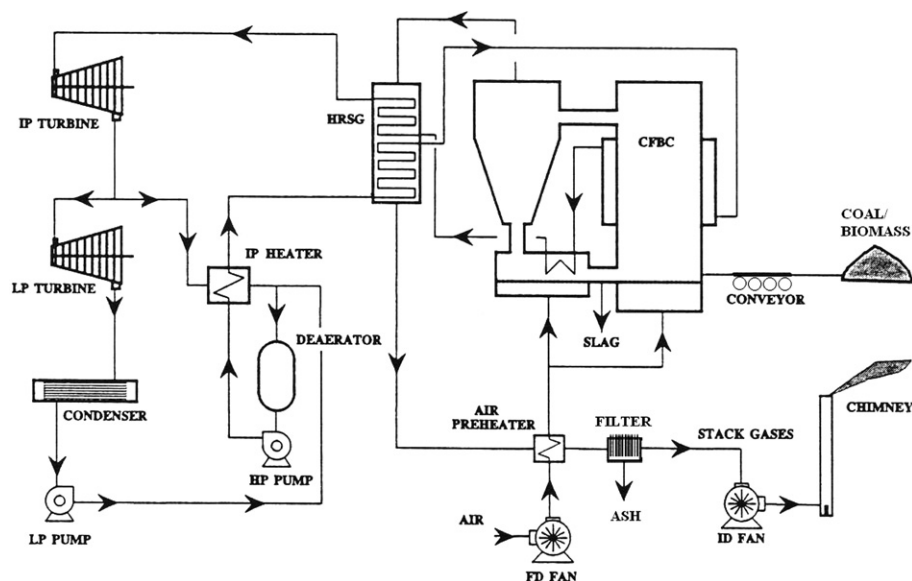 IP TURBINE
HRSG
CFBC
COAL/
BIOMASS
LP TURBINE
IP HEATER
CONVEYOR
DEAERATOR
SLAG
CONDENSER
AIR
PREHEATER
FILTER
STACK GASES
CHIMNEY
HP PUMP
ASH
LP PUMP
AIR
FD FAN
ID FAN